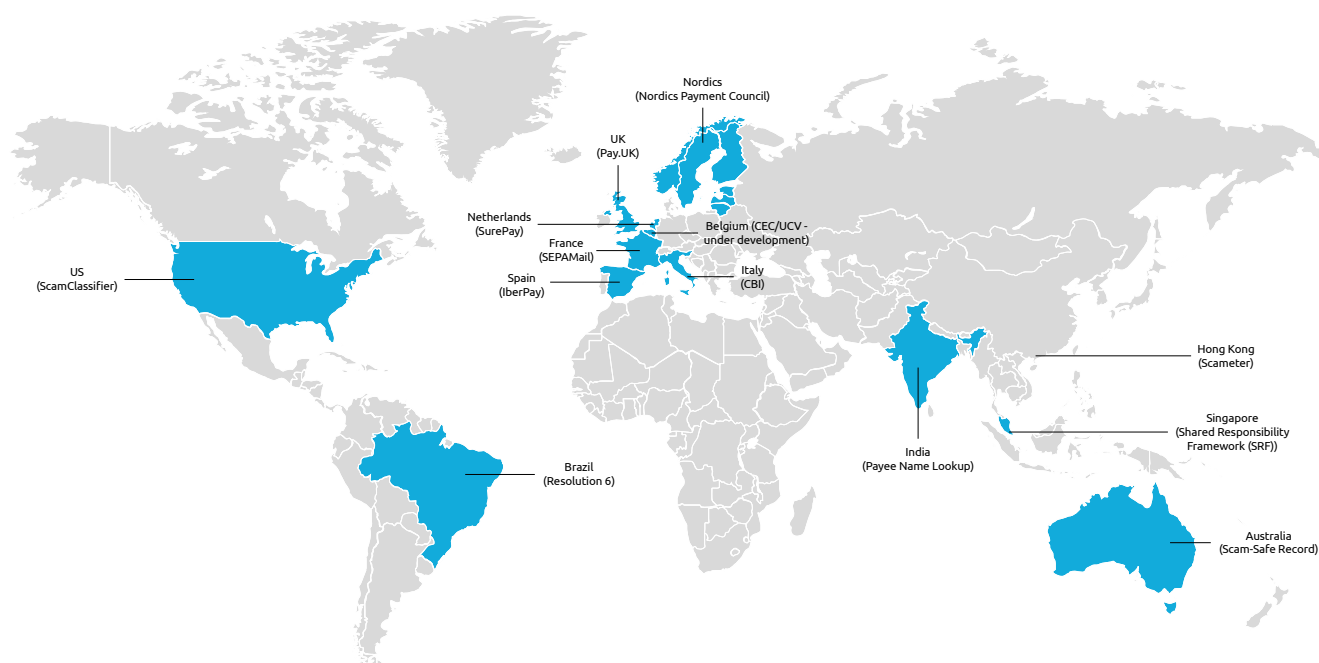 Nordics
(Nordics Payment Council)
UK
(Pay.UK)
Netherlands
(SurePay)
Belgium (CEC/UCV -
under development)
France
(SEPAMail)
US
(ScamClassifier)
Spain
(IberPay)
Italy
(CBI)
Hong Kong
(Scameter)
Singapore
(Shared Responsibility
Framework (SRF))
India
(Payee Name Lookup)
Brazil
(Resolution 6)
Australia
(Scam-Safe Record)